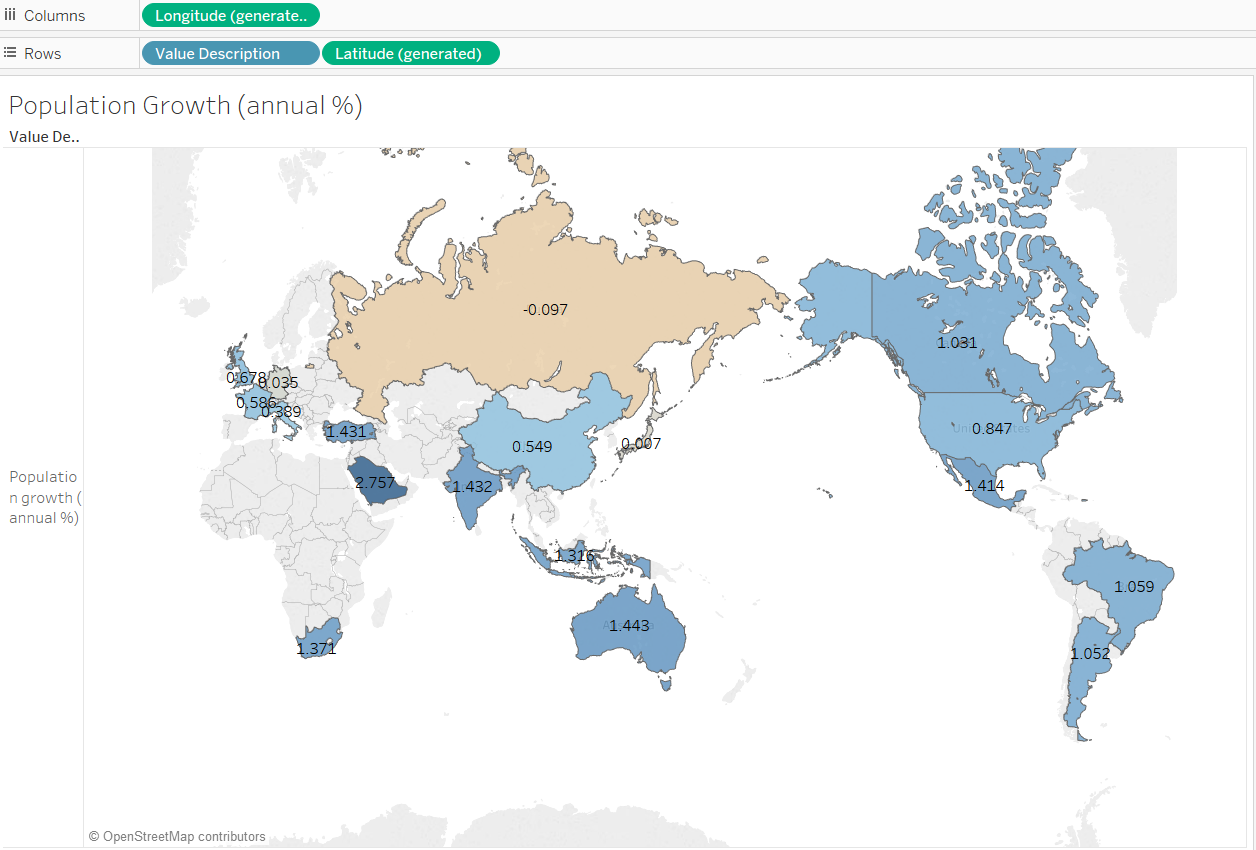 Columns
Longitude (generate..
Rows
Value Description
Latitude (generated)
Population Growth (annual %)
Value De..
-0.097
1.031
0.678
0.035
0.586
0.389
1.431
0.549
0.007
0.847
Populatio
n growth (
annual %)
2.757
1.432
1.414
1.316
1.059
1.443
1.371
1.052
© OpenStreetMap contributors